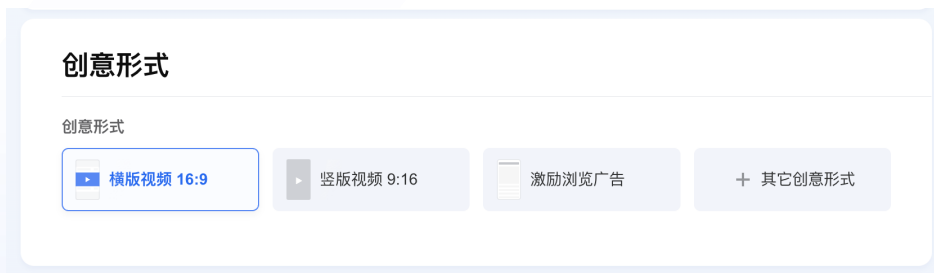 创意形式
创意形式
横版视频 16:9
竖版视频 9:16
激励浏览广告
+ 其它创意形式